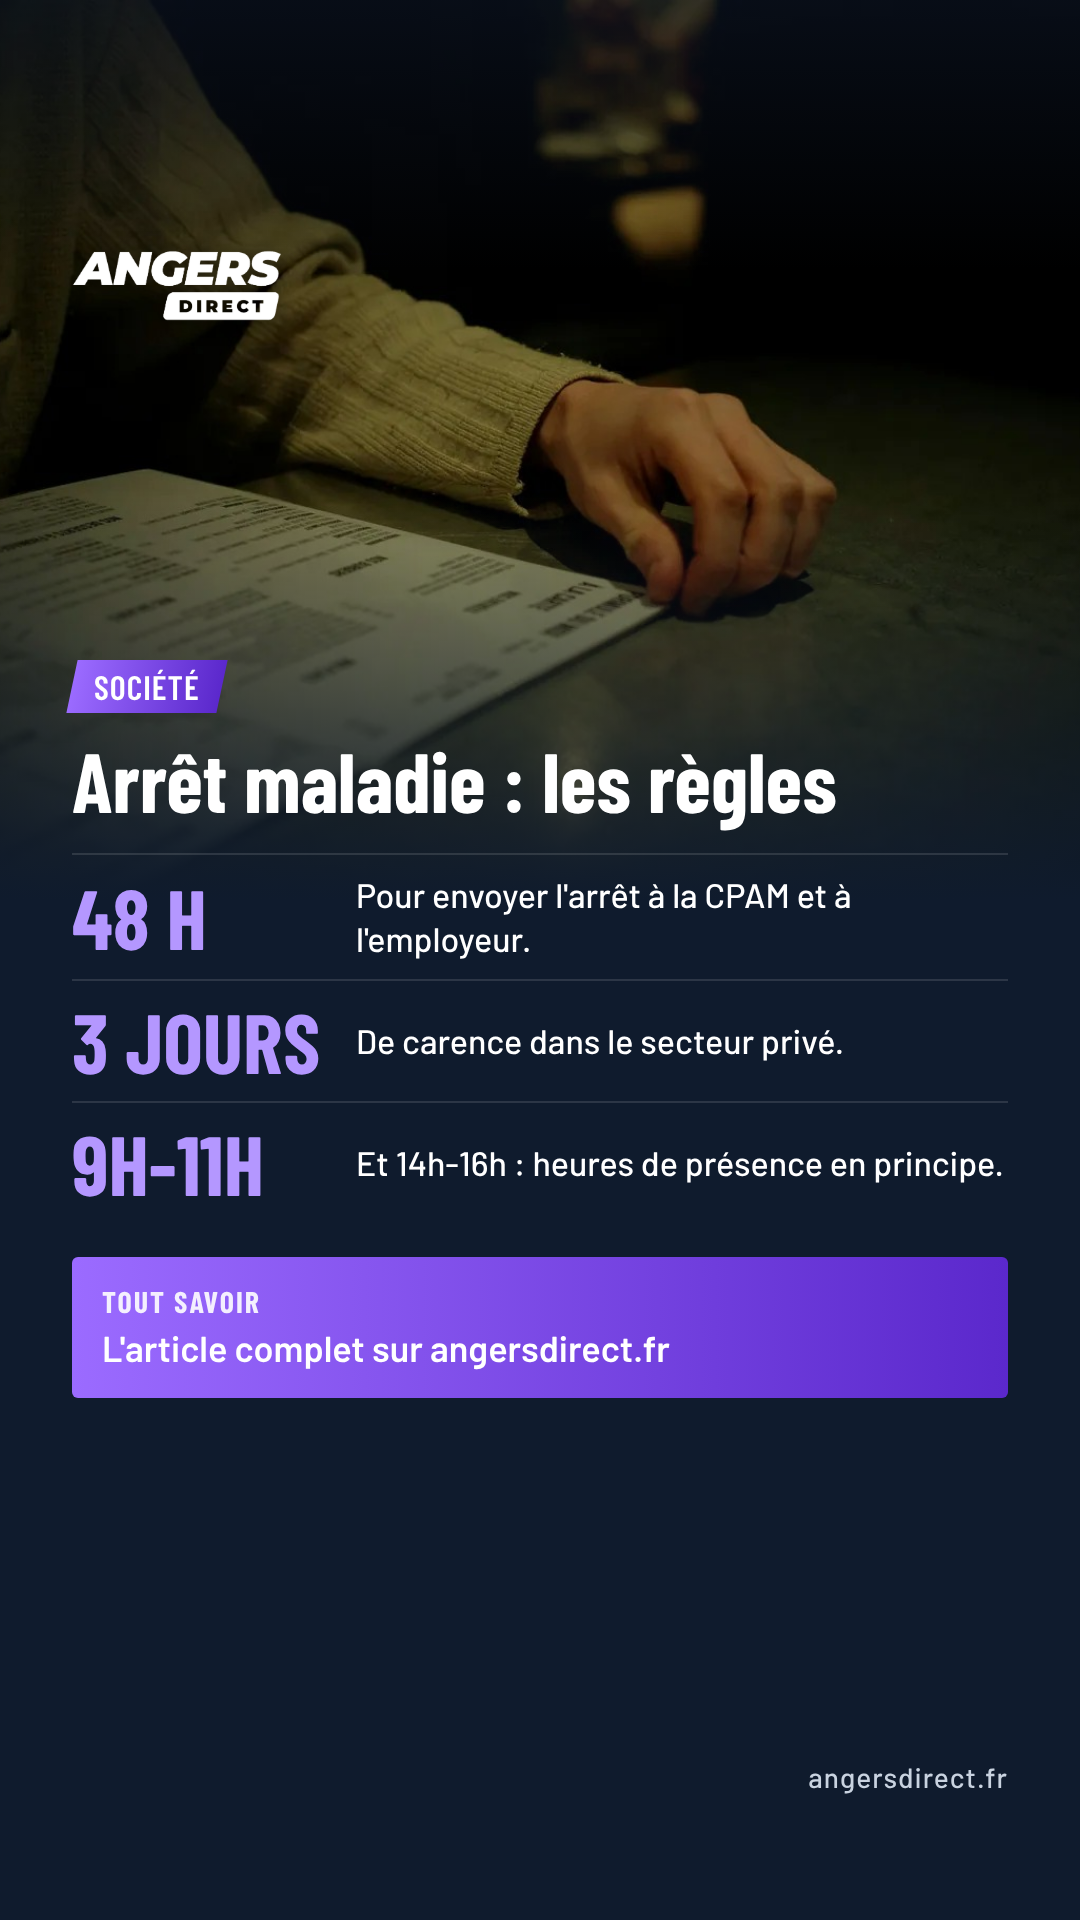 ANGERS
DIRECT
SOCIÉTÉ
Arrêt maladie : les règles
48 H
Pour envoyer l'arrêt à la CPAM et à
l'employeur.
3 JOURS
De carence dans le secteur privé.
9H-11H
Et 14h-16h : heures de présence en principe.
TOUT SAVOIR
L'article complet sur angersdirect.fr
angersdirect.fr